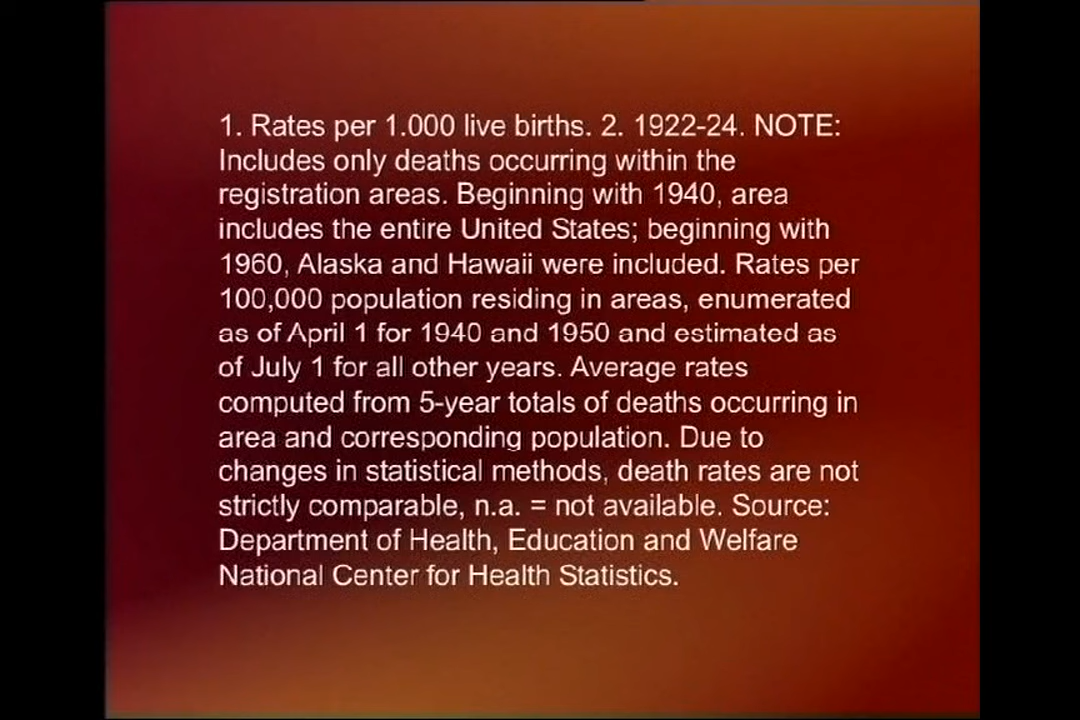 1. Rates per 1.000 live births. 2. 1922-24. NOTE:
Includes only deaths occurring within the
registration areas. Beginning with 1940, area
includes the entire United States; beginning with
1960, Alaska and Hawaii were included. Rates per
100,000 population residing in areas, enumerated
as of April 1 for 1940 and 1950 and estimated as
of July 1 for all other years. Average rates
computed from 5-year totals of deaths occurring in
area and corresponding population. Due to
changes in statistical methods, death rates are not
strictly comparable, n.a. = not available. Source:
Department of Health, Education and Welfare
National Center for Health Statistics.